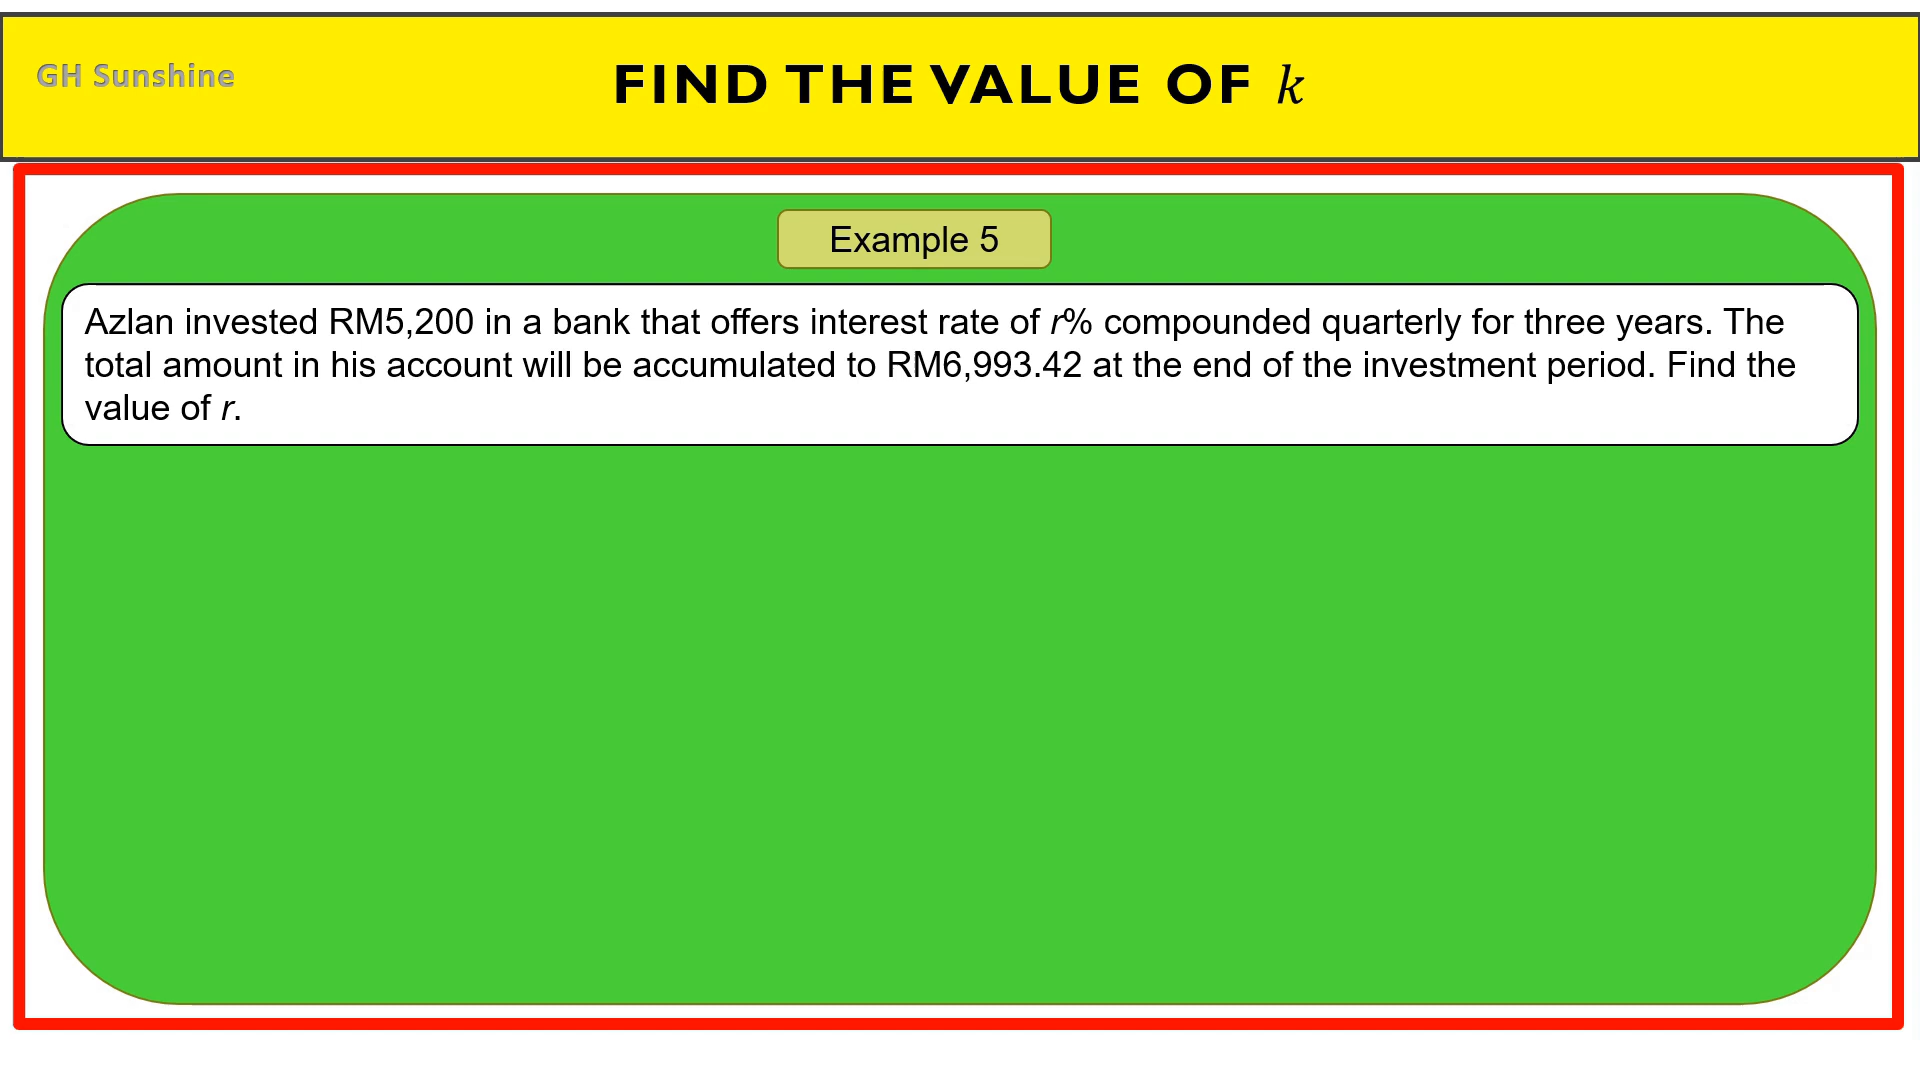 GH Sunshine
FIND THE VALUE OF k
Example 5
Azlan invested RM5,200 in a bank that offers interest rate of r% compounded quarterly for three years. The
total amount in his account will be accumulated to RM6,993.42 at the end of the investment period. Find the
value of r.